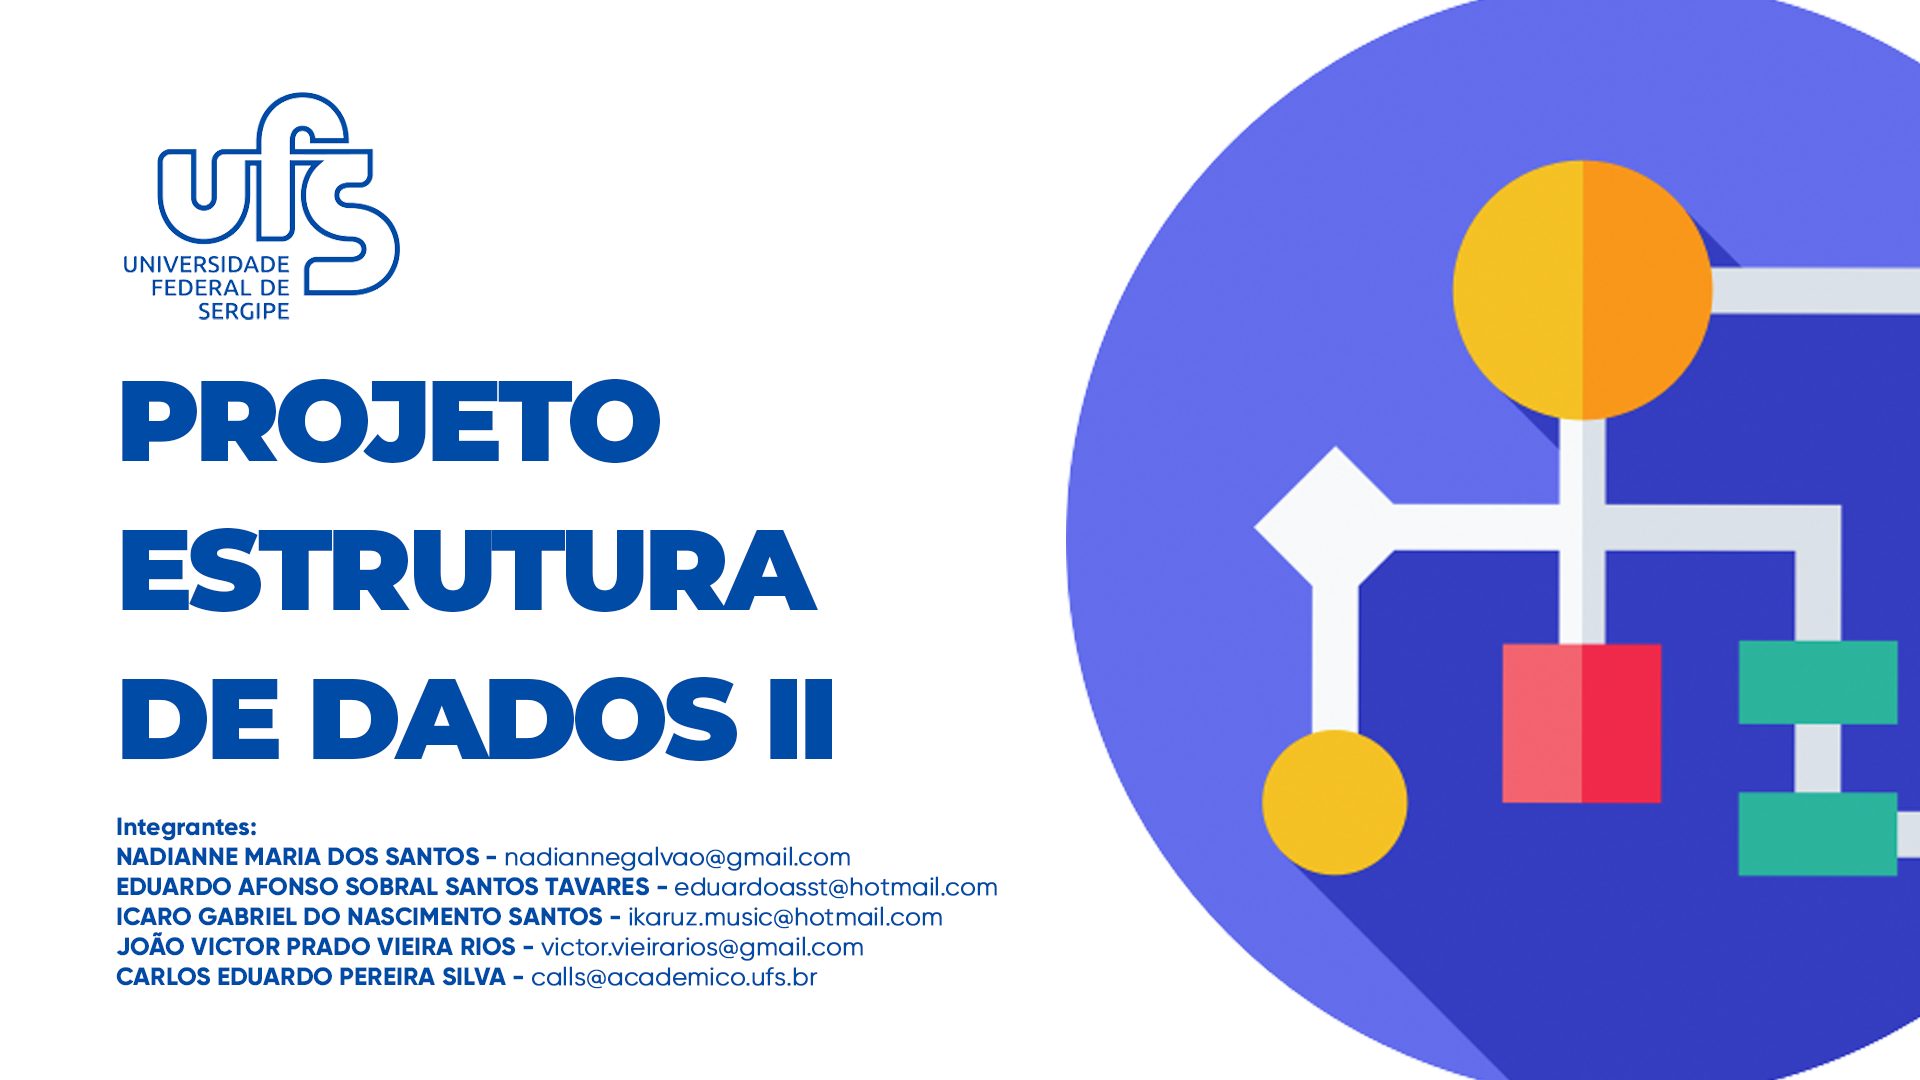 ufs
UNIVERSIDADE
FEDERAL DE
SERGIPE
PROJETO
ESTRUTURA
DE DADOS II
Integrantes:
NADIANNE MARIA DOS SANTOS - nadiannegalvao@gmail.com
EDUARDO AFONSO SOBRAL SANTOS TAVARES - eduardoasst@hotmail.com
ICARO GABRIEL DO NASCIMENTO SANTOS - ikaruz.music@hotmail.com
JOÃO VICTOR PRADO VIEIRA RIOS - victor.vieirarios@gmail.com
CARLOS EDUARDO PEREIRA SILVA - calls@academico.ufs.br